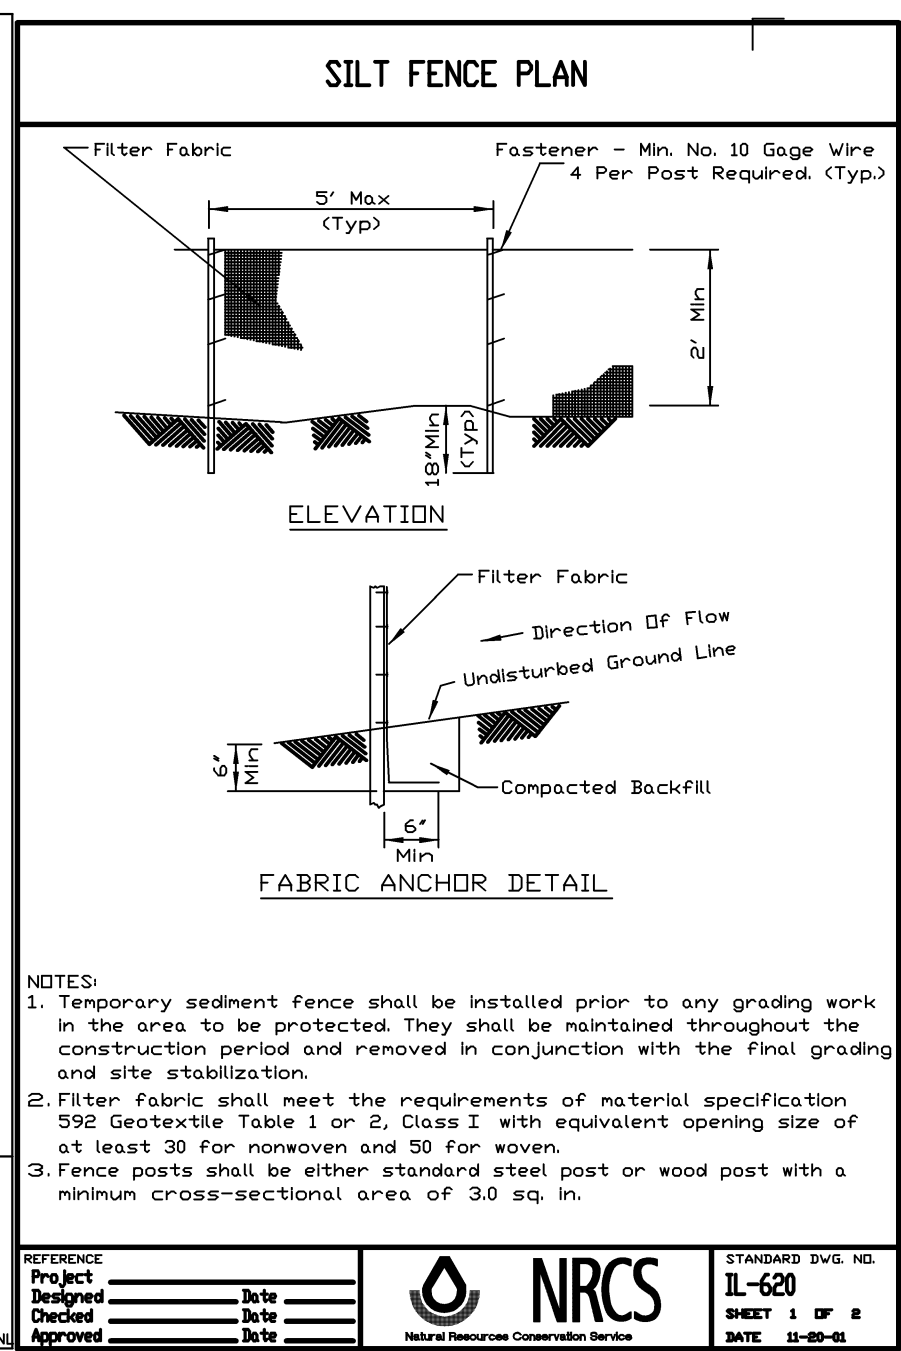 SILT FENCE PLAN
Filter Fabric
Fastener - Min. No. 10 Gage Wire
4 Per Post Required. (Typ.)
5' Max
(Typ)
2' Min
18"Min
(Typ)
ELEVATION
Filter Fabric
Direction Of Flow
Undisturbed Ground Line
6"
Min
Compacted Backfill
6"
Min
FABRIC ANCHOR DETAIL
NOTES:
1. Temporary sediment fence shall be installed prior to any grading work
in the area to be protected. They shall be maintained throughout the
construction period and removed in conjunction with the final grading
and site stabilization.
2. Filter fabric shall meet the requirements of material specification
592 Geotextile Table 1 or 2, Class I with equivalent opening size of
at least 30 for nonwoven and 50 for woven.
3. Fence posts shall be either standard steel post or wood post with a
minimum cross-sectional area of 3.0 sq. in.
REFERENCE
Project
Designed Date
Checked Date
Approved Date
NRCS
Natural Resources Conservation Service
STANDARD DWG. NO.
IL-620
SHEET 1 OF 2
DATE 11-20-01